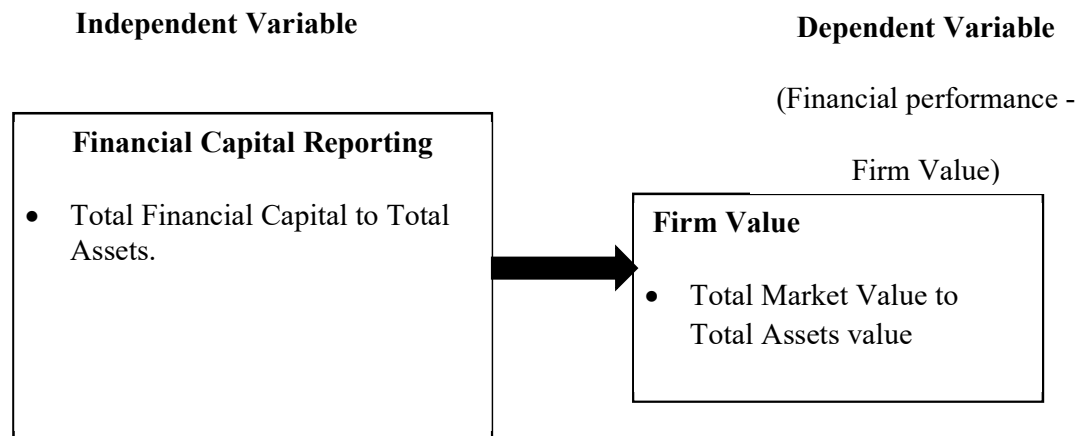 Independent Variable
Dependent Variable
(Financial performance -
Firm Value)
Financial Capital Reporting
• Total Financial Capital to Total
Assets.
Firm Value
• Total Market Value to
Total Assets value